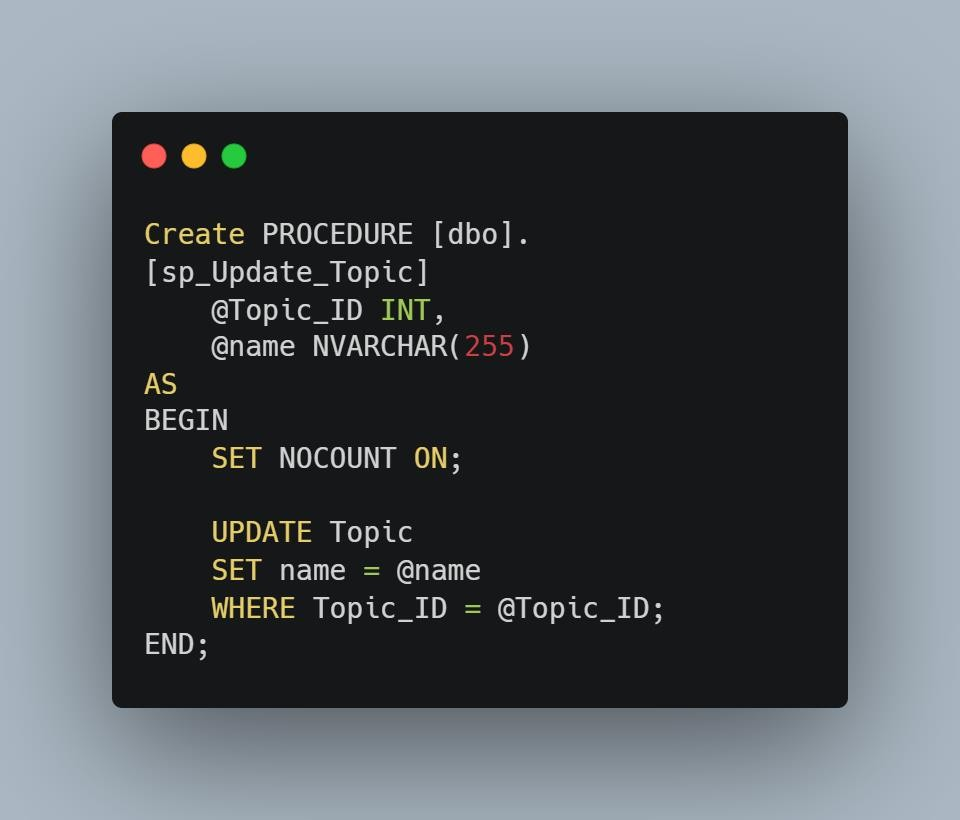 Create PROCEDURE [dbo].
[sp_Update_Topic]
    @Topic_ID INT,
    @name NVARCHAR(255)
AS
BEGIN
    SET NOCOUNT ON;

    UPDATE Topic
    SET name = @name
    WHERE Topic_ID = @Topic_ID;
END;